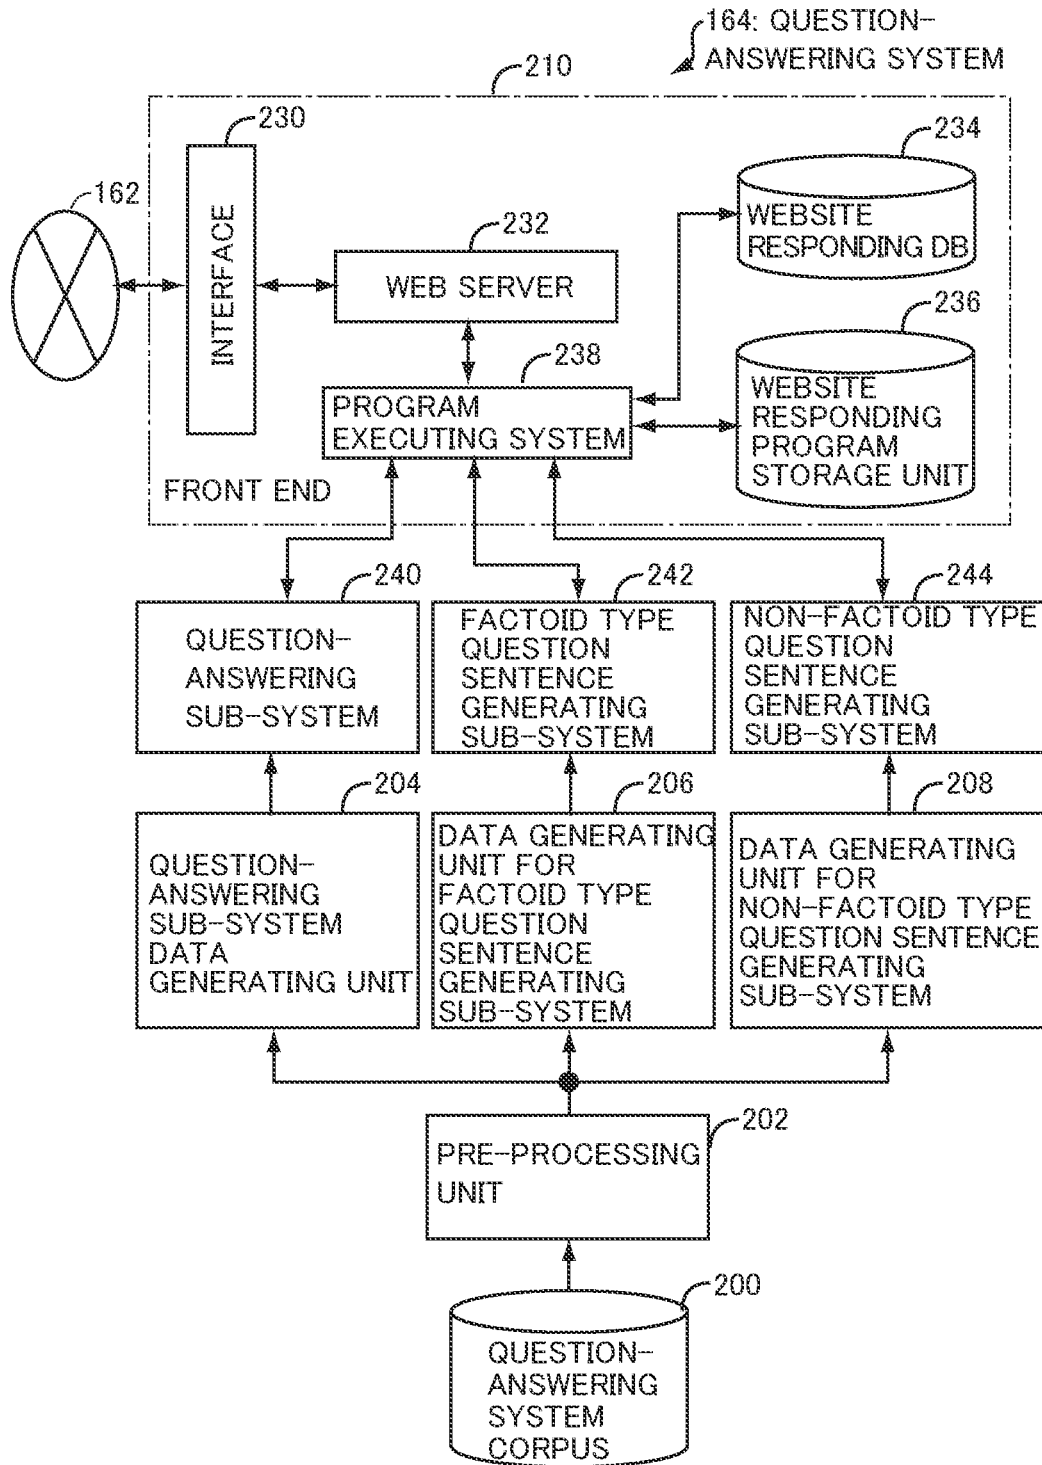 164: QUESTION-
ANSWERING SYSTEM
210
230
234
162
INTERFACE
232
WEB SERVER
WEBSITE
RESPONDING DB
236
238
PROGRAM
EXECUTING SYSTEM
WEBSITE
RESPONDING
PROGRAM
STORAGE UNIT
FRONT END
240
242
244
QUESTION-
ANSWERING
SUB-SYSTEM
FACTOID TYPE
QUESTION
SENTENCE
GENERATING
SUB-SYSTEM
NON-FACTOID TYPE
QUESTION
SENTENCE
GENERATING
SUB-SYSTEM
204
206
208
QUESTION-
ANSWERING
SUB-SYSTEM
DATA
GENERATING UNIT
DATA GENERATING
UNIT FOR
FACTOID TYPE
QUESTION
SENTENCE
GENERATING
SUB-SYSTEM
DATA GENERATING
UNIT FOR
NON-FACTOID TYPE
QUESTION SENTENCE
GENERATING
SUB-SYSTEM
202
PRE-PROCESSING
UNIT
200
QUESTION-
ANSWERING
SYSTEM
CORPUS